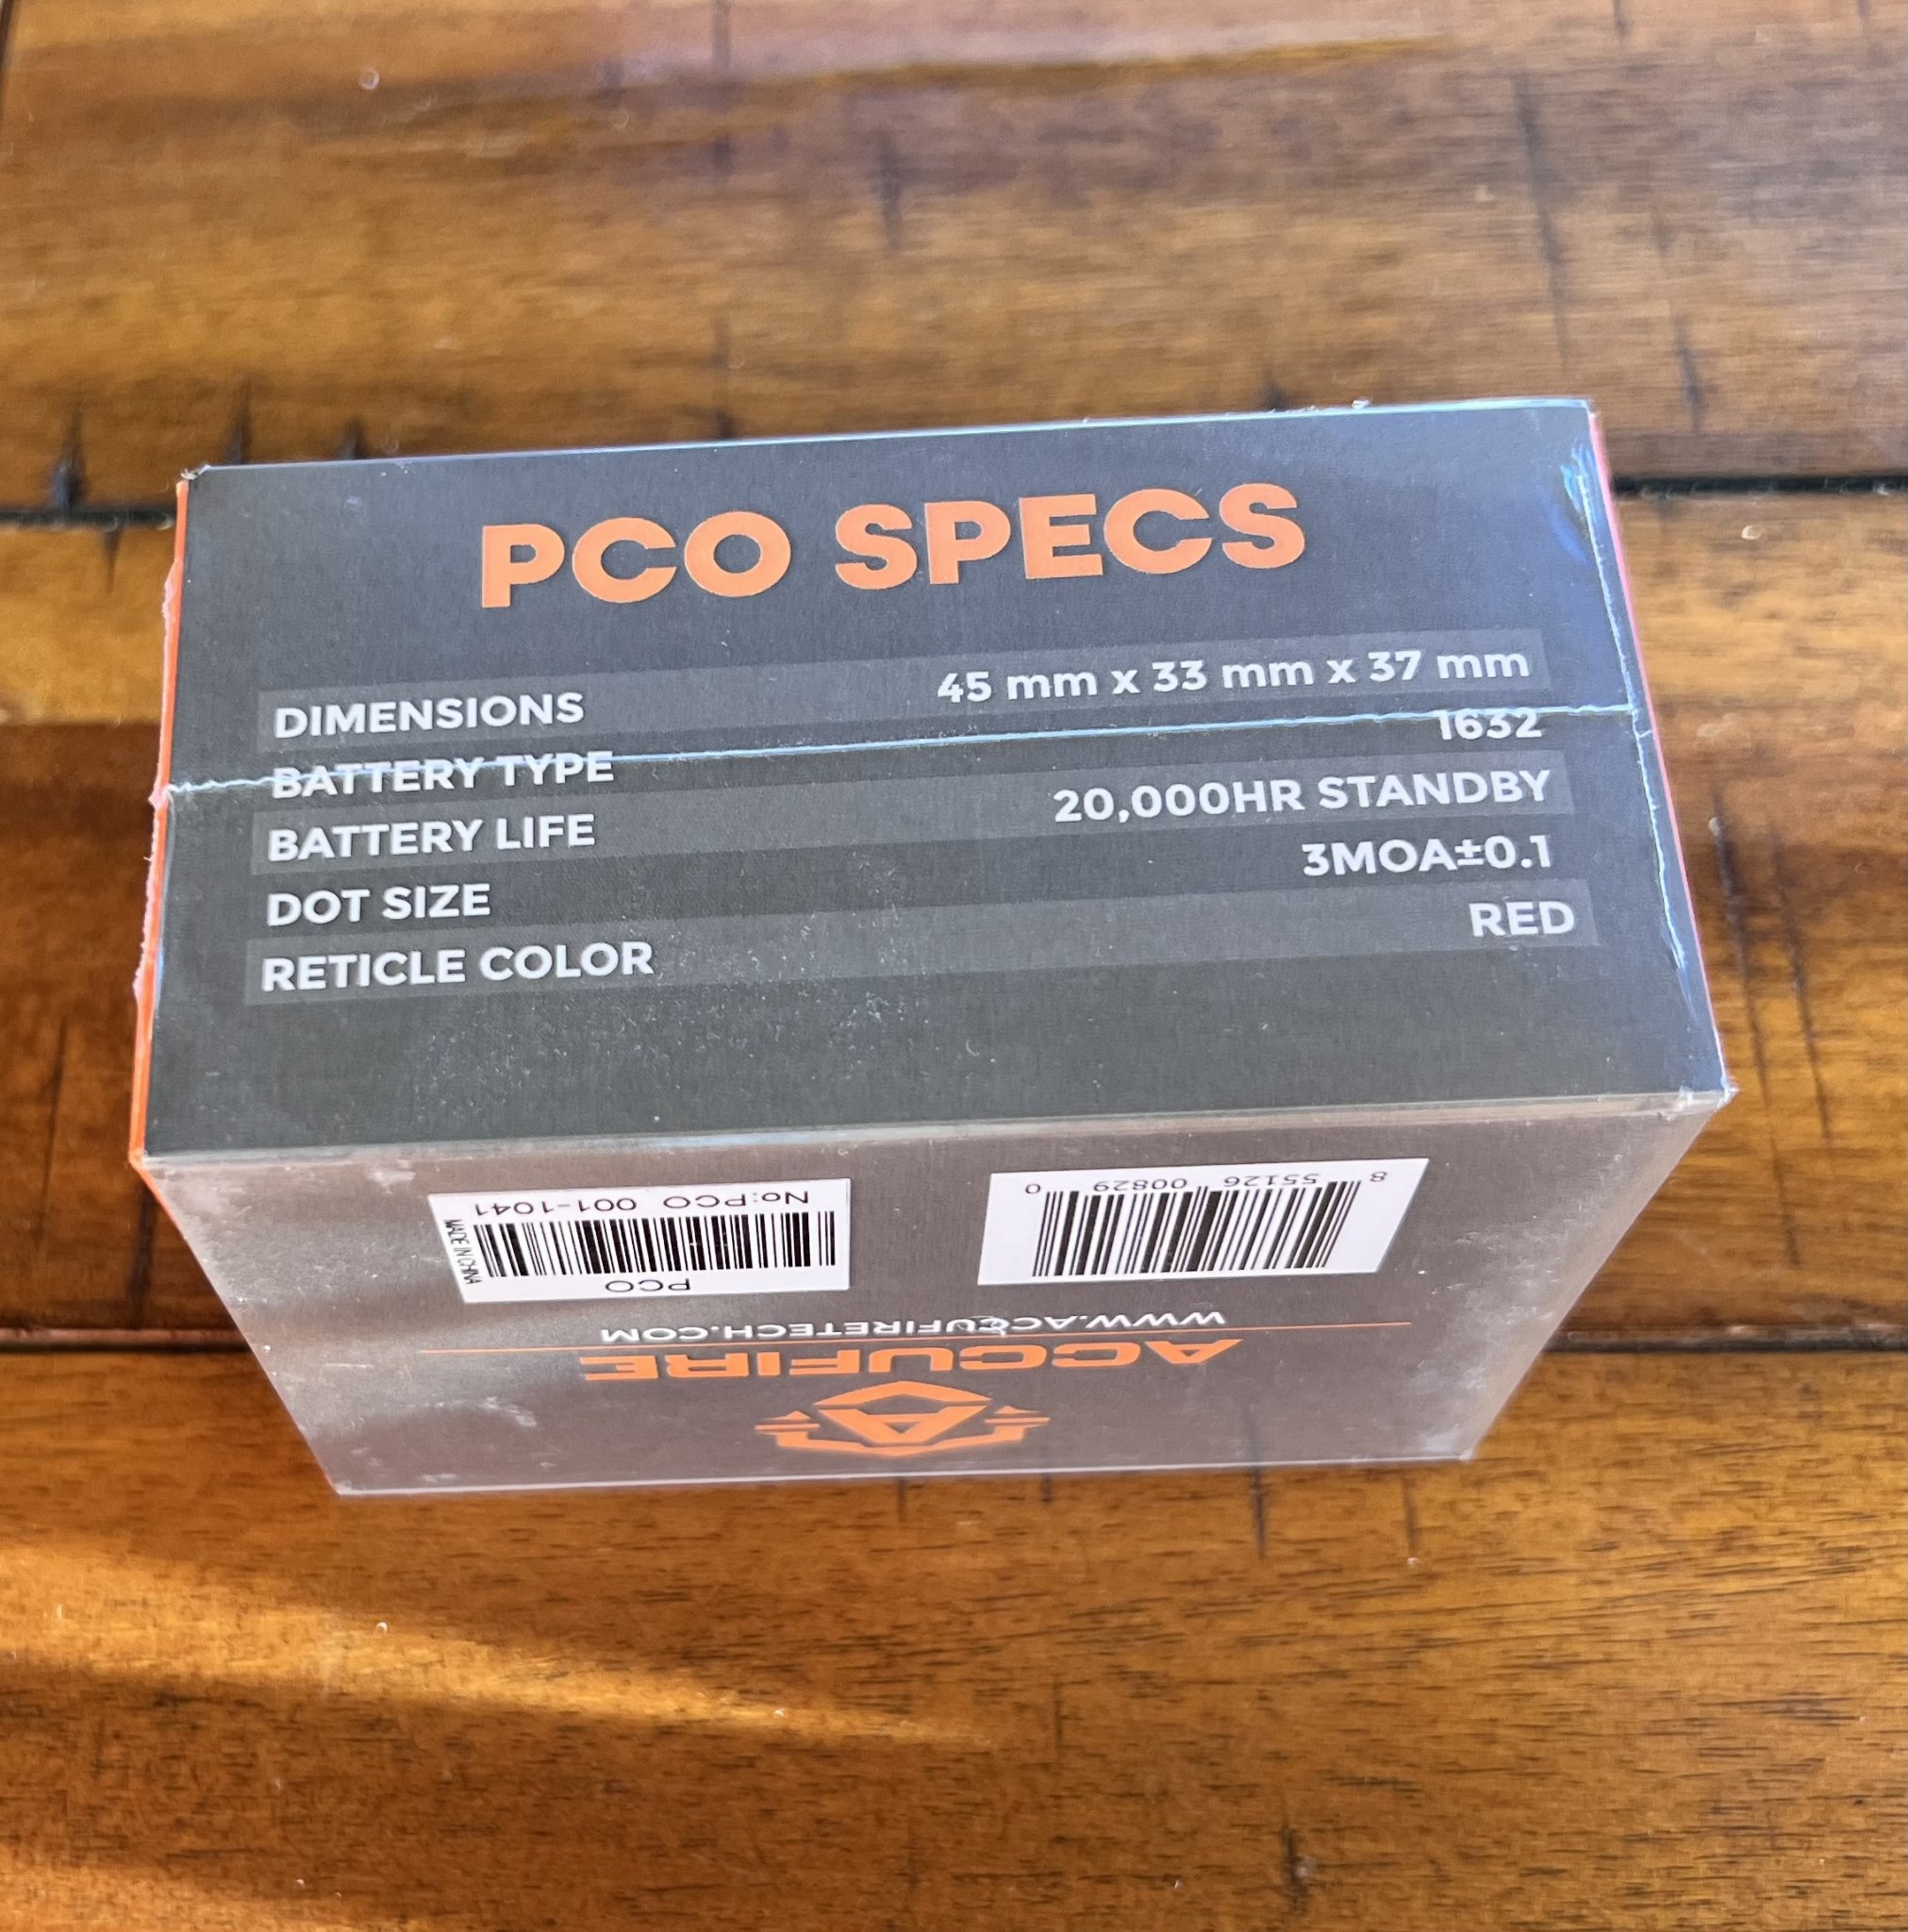 PCO SPECS
DIMENSIONS 45 mm x 33 mm x 37 mm
BATTERY TYPE 1632
BATTERY LIFE 20,000HR STANDBY
DOT SIZE 3MOA±0.1
RETICLE COLOR RED
ACCUFIRE
WWW.ACCUFIRETECH.COM
PCO
MADE IN CHINA
No:PCO 001-1041
8 55126 00829 0